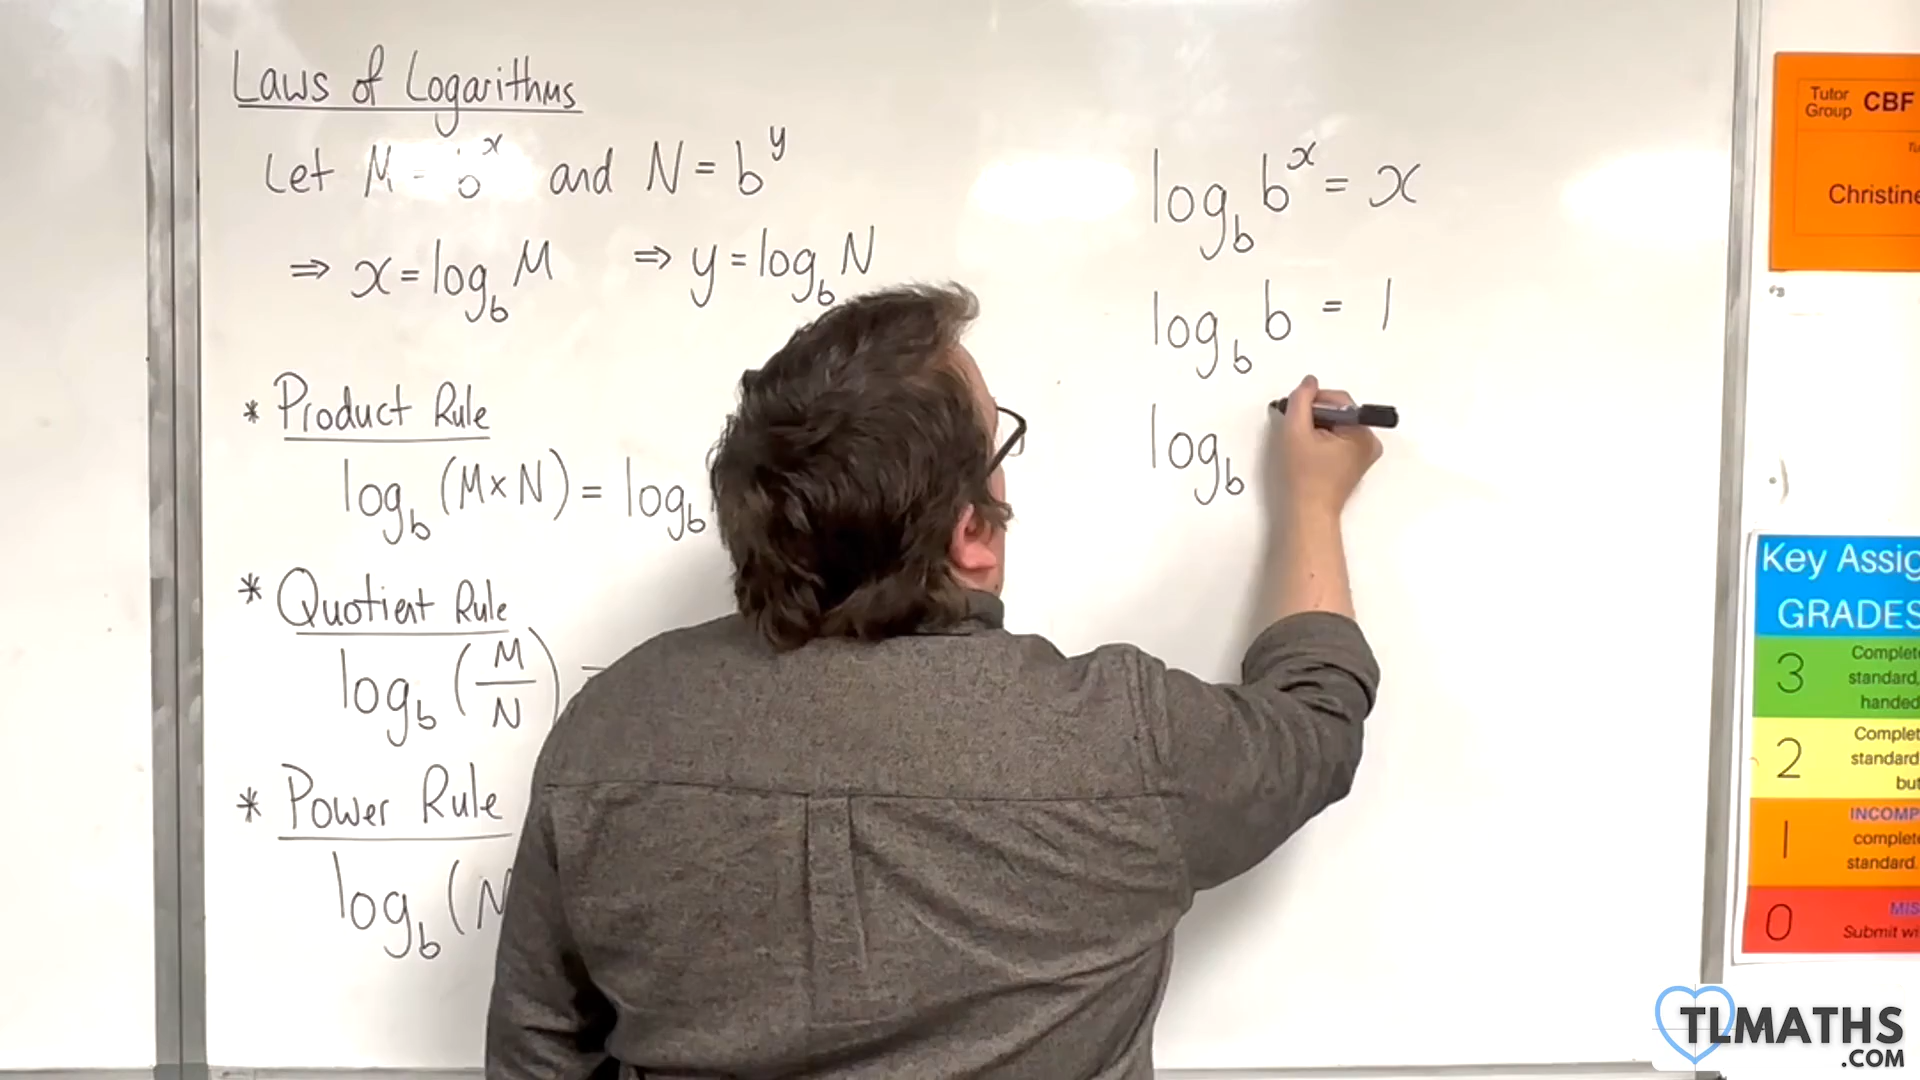 Laws of Logarithms
Let M = b^x and N = b^y
⇒ x = log_b M ⇒ y = log_b N
* Product Rule
log_b (M × N) = log_b
* Quotient Rule
log_b (M/N) =
* Power Rule
log_b (M
log_b b^x = x
log_b b = 1
log_b
Tutor Group CBF
Christine
Key Assig
GRADES
3 Complet
standard,
handed
2 Complet
standard
but
1 INCOMP
complete
standard.
0 MIS
Submit wi
TLMATHS
.COM